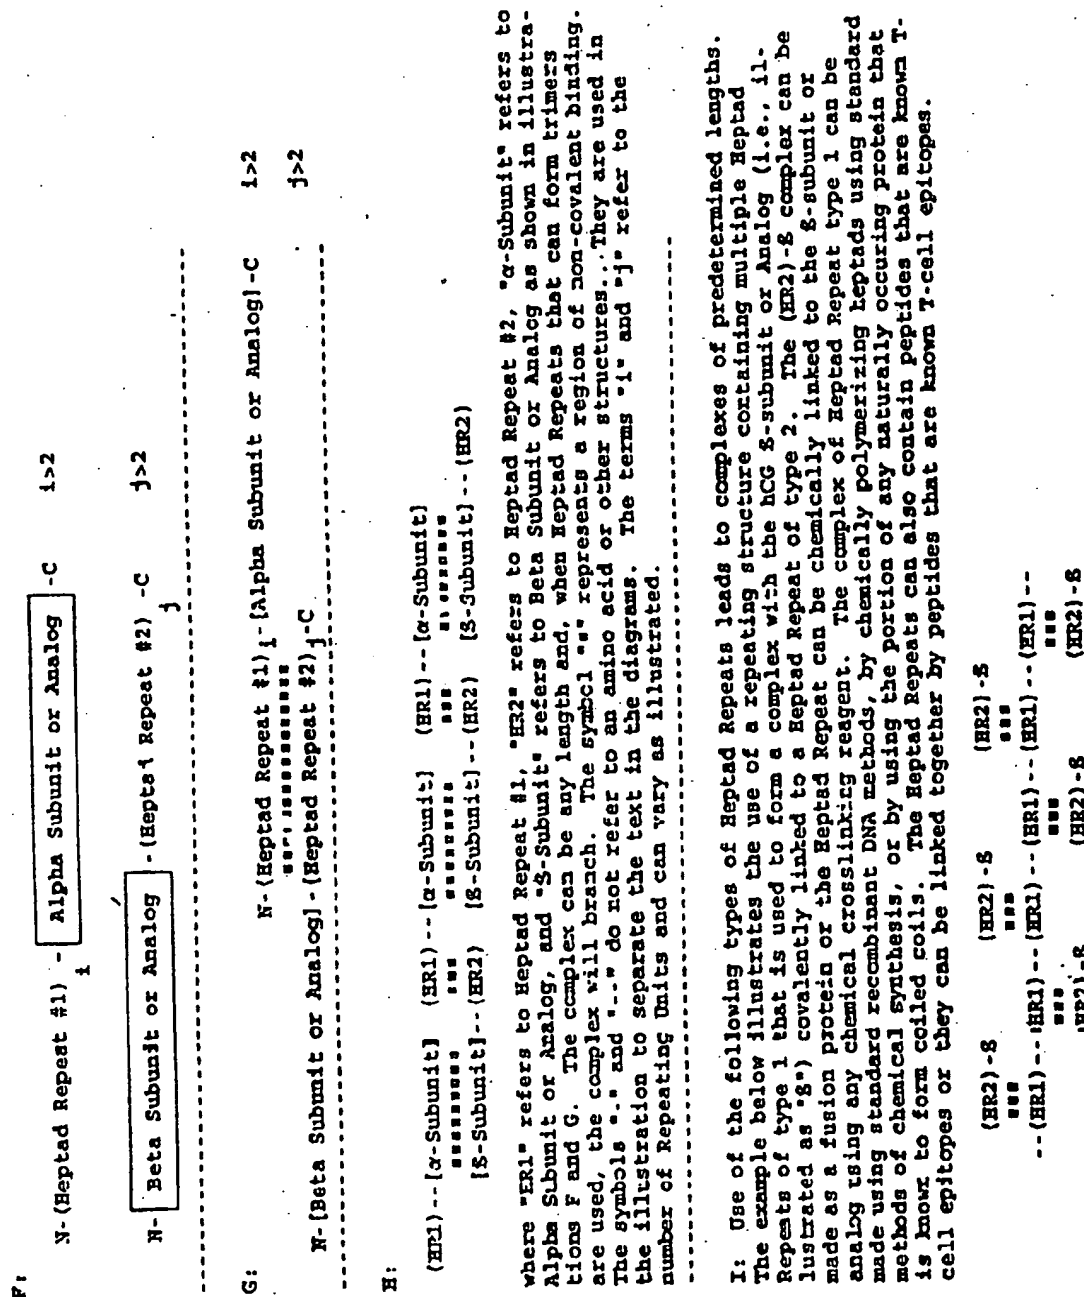 F:
N-(Heptad Repeat #1)i - Alpha Subunit or Analog -C i>2
N- Beta Subunit or Analog -(Heptad Repeat #2)j -C j>2
G:
N-(Heptad Repeat #1)i-[Alpha Subunit or Analog]-C i>2
N-[Beta Subunit or Analog]-(Heptad Repeat #2)j-C j>2
H:
(HR1)--[α-Subunit] (HR1)--[α-Subunit] (HR1)--[α-Subunit]
[ß-Subunit]--(HR2) [ß-Subunit]--(HR2) [ß-Subunit]--(HR2)
where "HR1" refers to Heptad Repeat #1, "HR2" refers to Heptad Repeat #2, "α-Subunit" refers to
Alpha Subunit or Analog, and "ß-Subunit" refers to Beta Subunit or Analog as shown in illustra-
tions F and G. The complex can be any length and, when Heptad Repeats that can form trimers
are used, the complex will branch. The symbol "=" represents a region of non-covalent binding.
The symbols "." and "--" do not refer to an amino acid or other structures...They are used in
the illustration to separate the text in the diagrams. The terms "i" and "j" refer to the
number of Repeating Units and can vary as illustrated.
I: Use of the following types of Heptad Repeats leads to complexes of predetermined lengths.
The example below illustrates the use of a repeating structure containing multiple Heptad
Repeats of type 1 that is used to form a complex with the hCG ß-subunit or Analog (i.e., il-
lustrated as "ß") covalently linked to a Heptad Repeat of type 2. The (HR2)-ß complex can be
made as a fusion protein or the Heptad Repeat can be chemically linked to the ß-subunit or
analog using any chemical crosslinking reagent. The complex of Heptad Repeat type 1 can be
made using standard recombinant DNA methods, by chemically polymerizing heptads using standard
methods of chemical synthesis, or by using the portion of any naturally occuring protein that
is known to form coiled coils. The Heptad Repeats can also contain peptides that are known T-
cell epitopes or they can be linked together by peptides that are known T-cell epitopes.
(HR2)-ß (HR2)-ß (HR2)-ß
--(HR1)--(HR1)--(HR1)--(HR1)--(HR1)--(HR1)--
(HR2)-ß (HR2)-ß (HR2)-ß